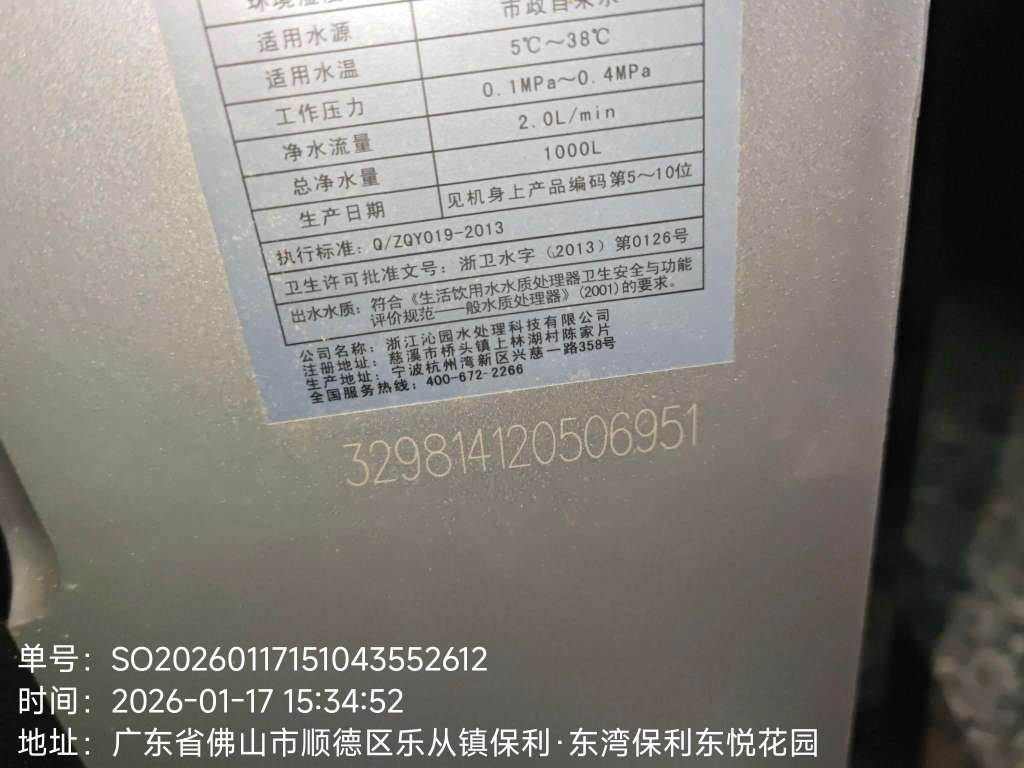 适用水源 市政自来水
适用水温 5℃～38℃
工作压力 0.1MPa～0.4MPa
净水流量 2.0L/min
总净水量 1000L
生产日期 见机身上产品编码第5～10位
执行标准: Q/ZQY019-2013
卫生许可批准文号: 浙卫水字（2013）第0126号
出水水质: 符合《生活饮用水水质处理器卫生安全与功能
评价规范——一般水质处理器》(2001)的要求。
公司名称: 浙江沁园水处理科技有限公司
注册地址: 慈溪市桥头镇上林湖村陈家片
生产地址: 宁波杭州湾新区兴慈一路358号
全国服务热线: 400-672-2266
329814120506951
单号：SO20260117151043552612
时间：2026-01-17 15:34:52
地址：广东省佛山市顺德区乐从镇保利·东湾保利东悦花园